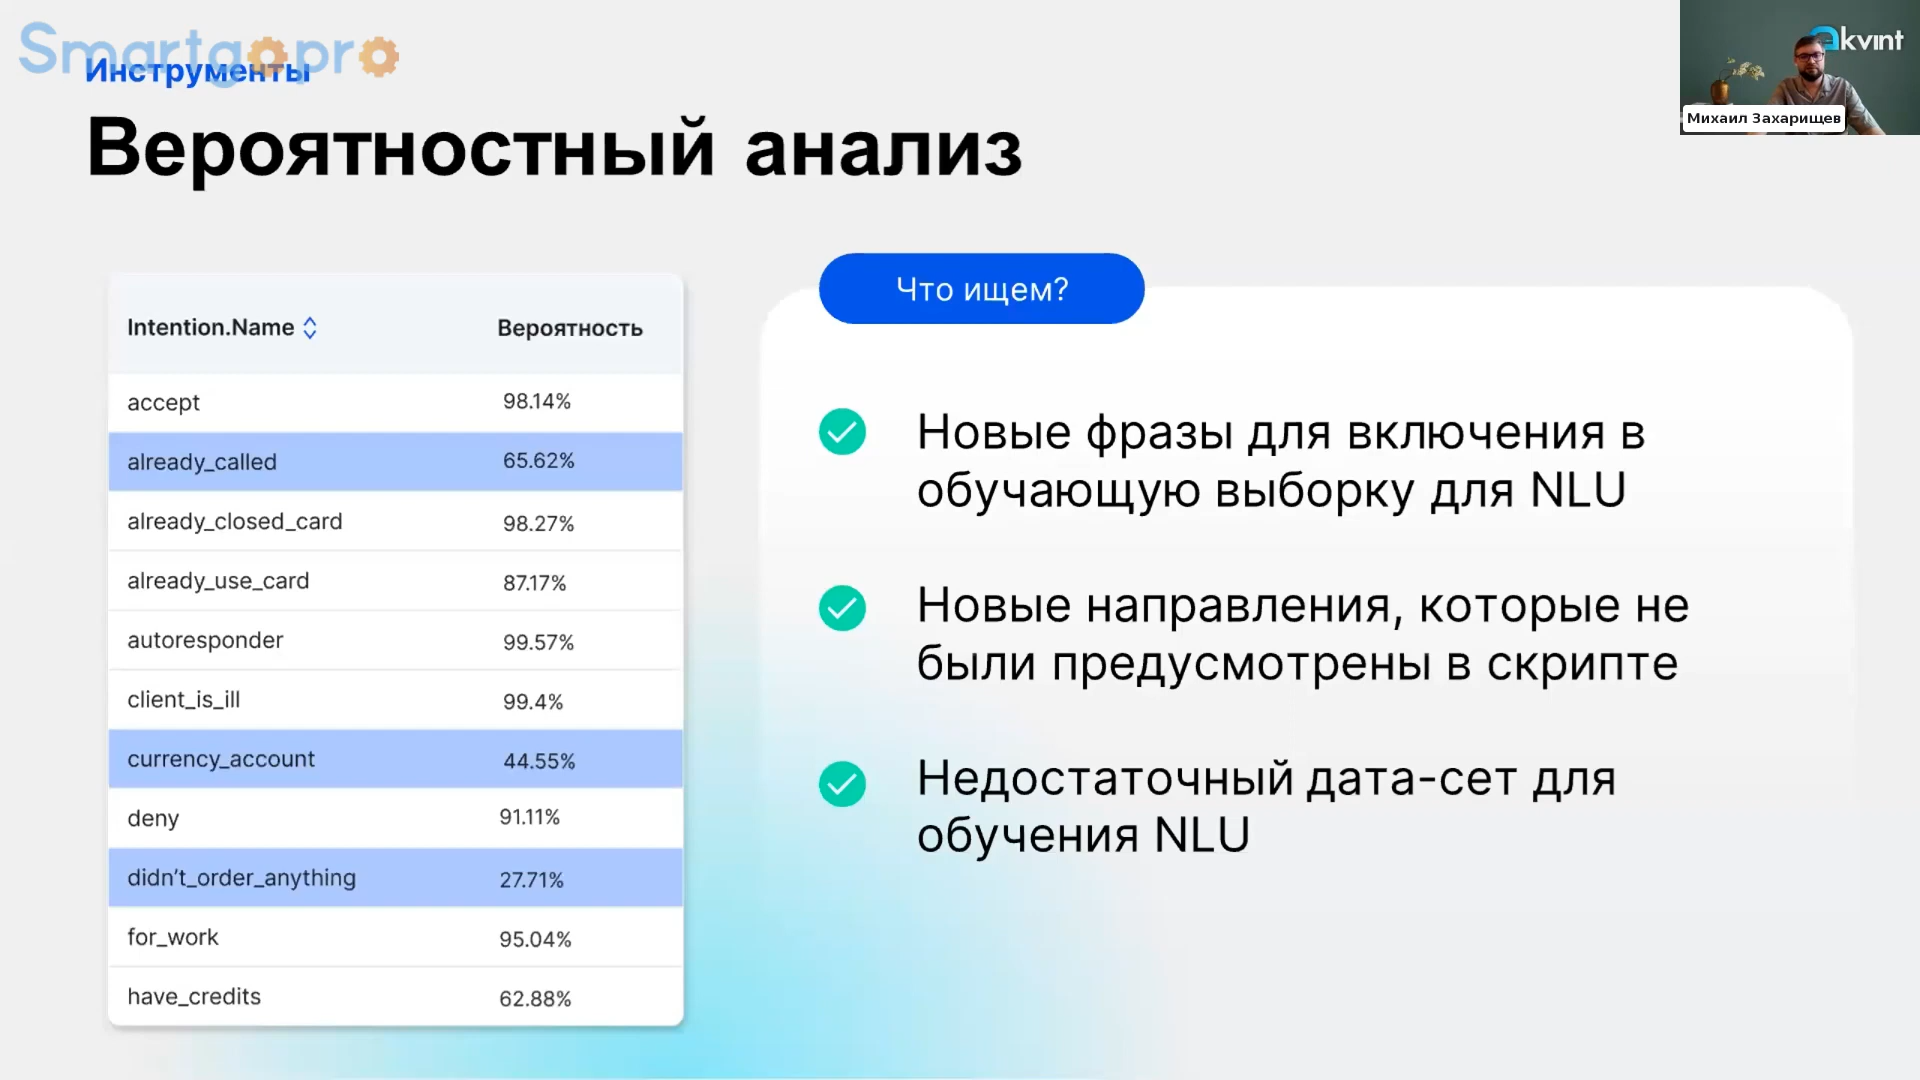 Smartgopro
Инструменты
kvint
Михаил Захарищев
Вероятностный анализ
Intention.Name Вероятность
accept 98.14%
already_called 65.62%
already_closed_card 98.27%
already_use_card 87.17%
autoresponder 99.57%
client_is_ill 99.4%
currency_account 44.55%
deny 91.11%
didn’t_order_anything 27.71%
for_work 95.04%
have_credits 62.88%
Что ищем?
Новые фразы для включения в
обучающую выборку для NLU
Новые направления, которые не
были предусмотрены в скрипте
Недостаточный дата-сет для
обучения NLU